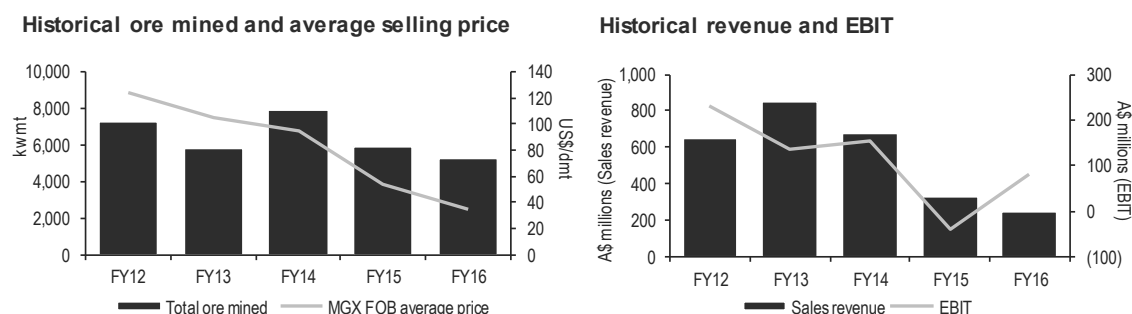 Historical ore mined and average selling price
10,000
8,000
6,000
4,000
2,000
0
kwmt
140
120
100
80
60
40
20
0
US$/dmt
FY12 FY13 FY14 FY15 FY16
Total ore mined MGX FOB average price
Historical revenue and EBIT
1,000
800
600
400
200
0
A$ millions (Sales revenue)
300
200
100
0
(100)
A$ millions
(EBIT)
FY12 FY13 FY14 FY15 FY16
Sales revenue EBIT